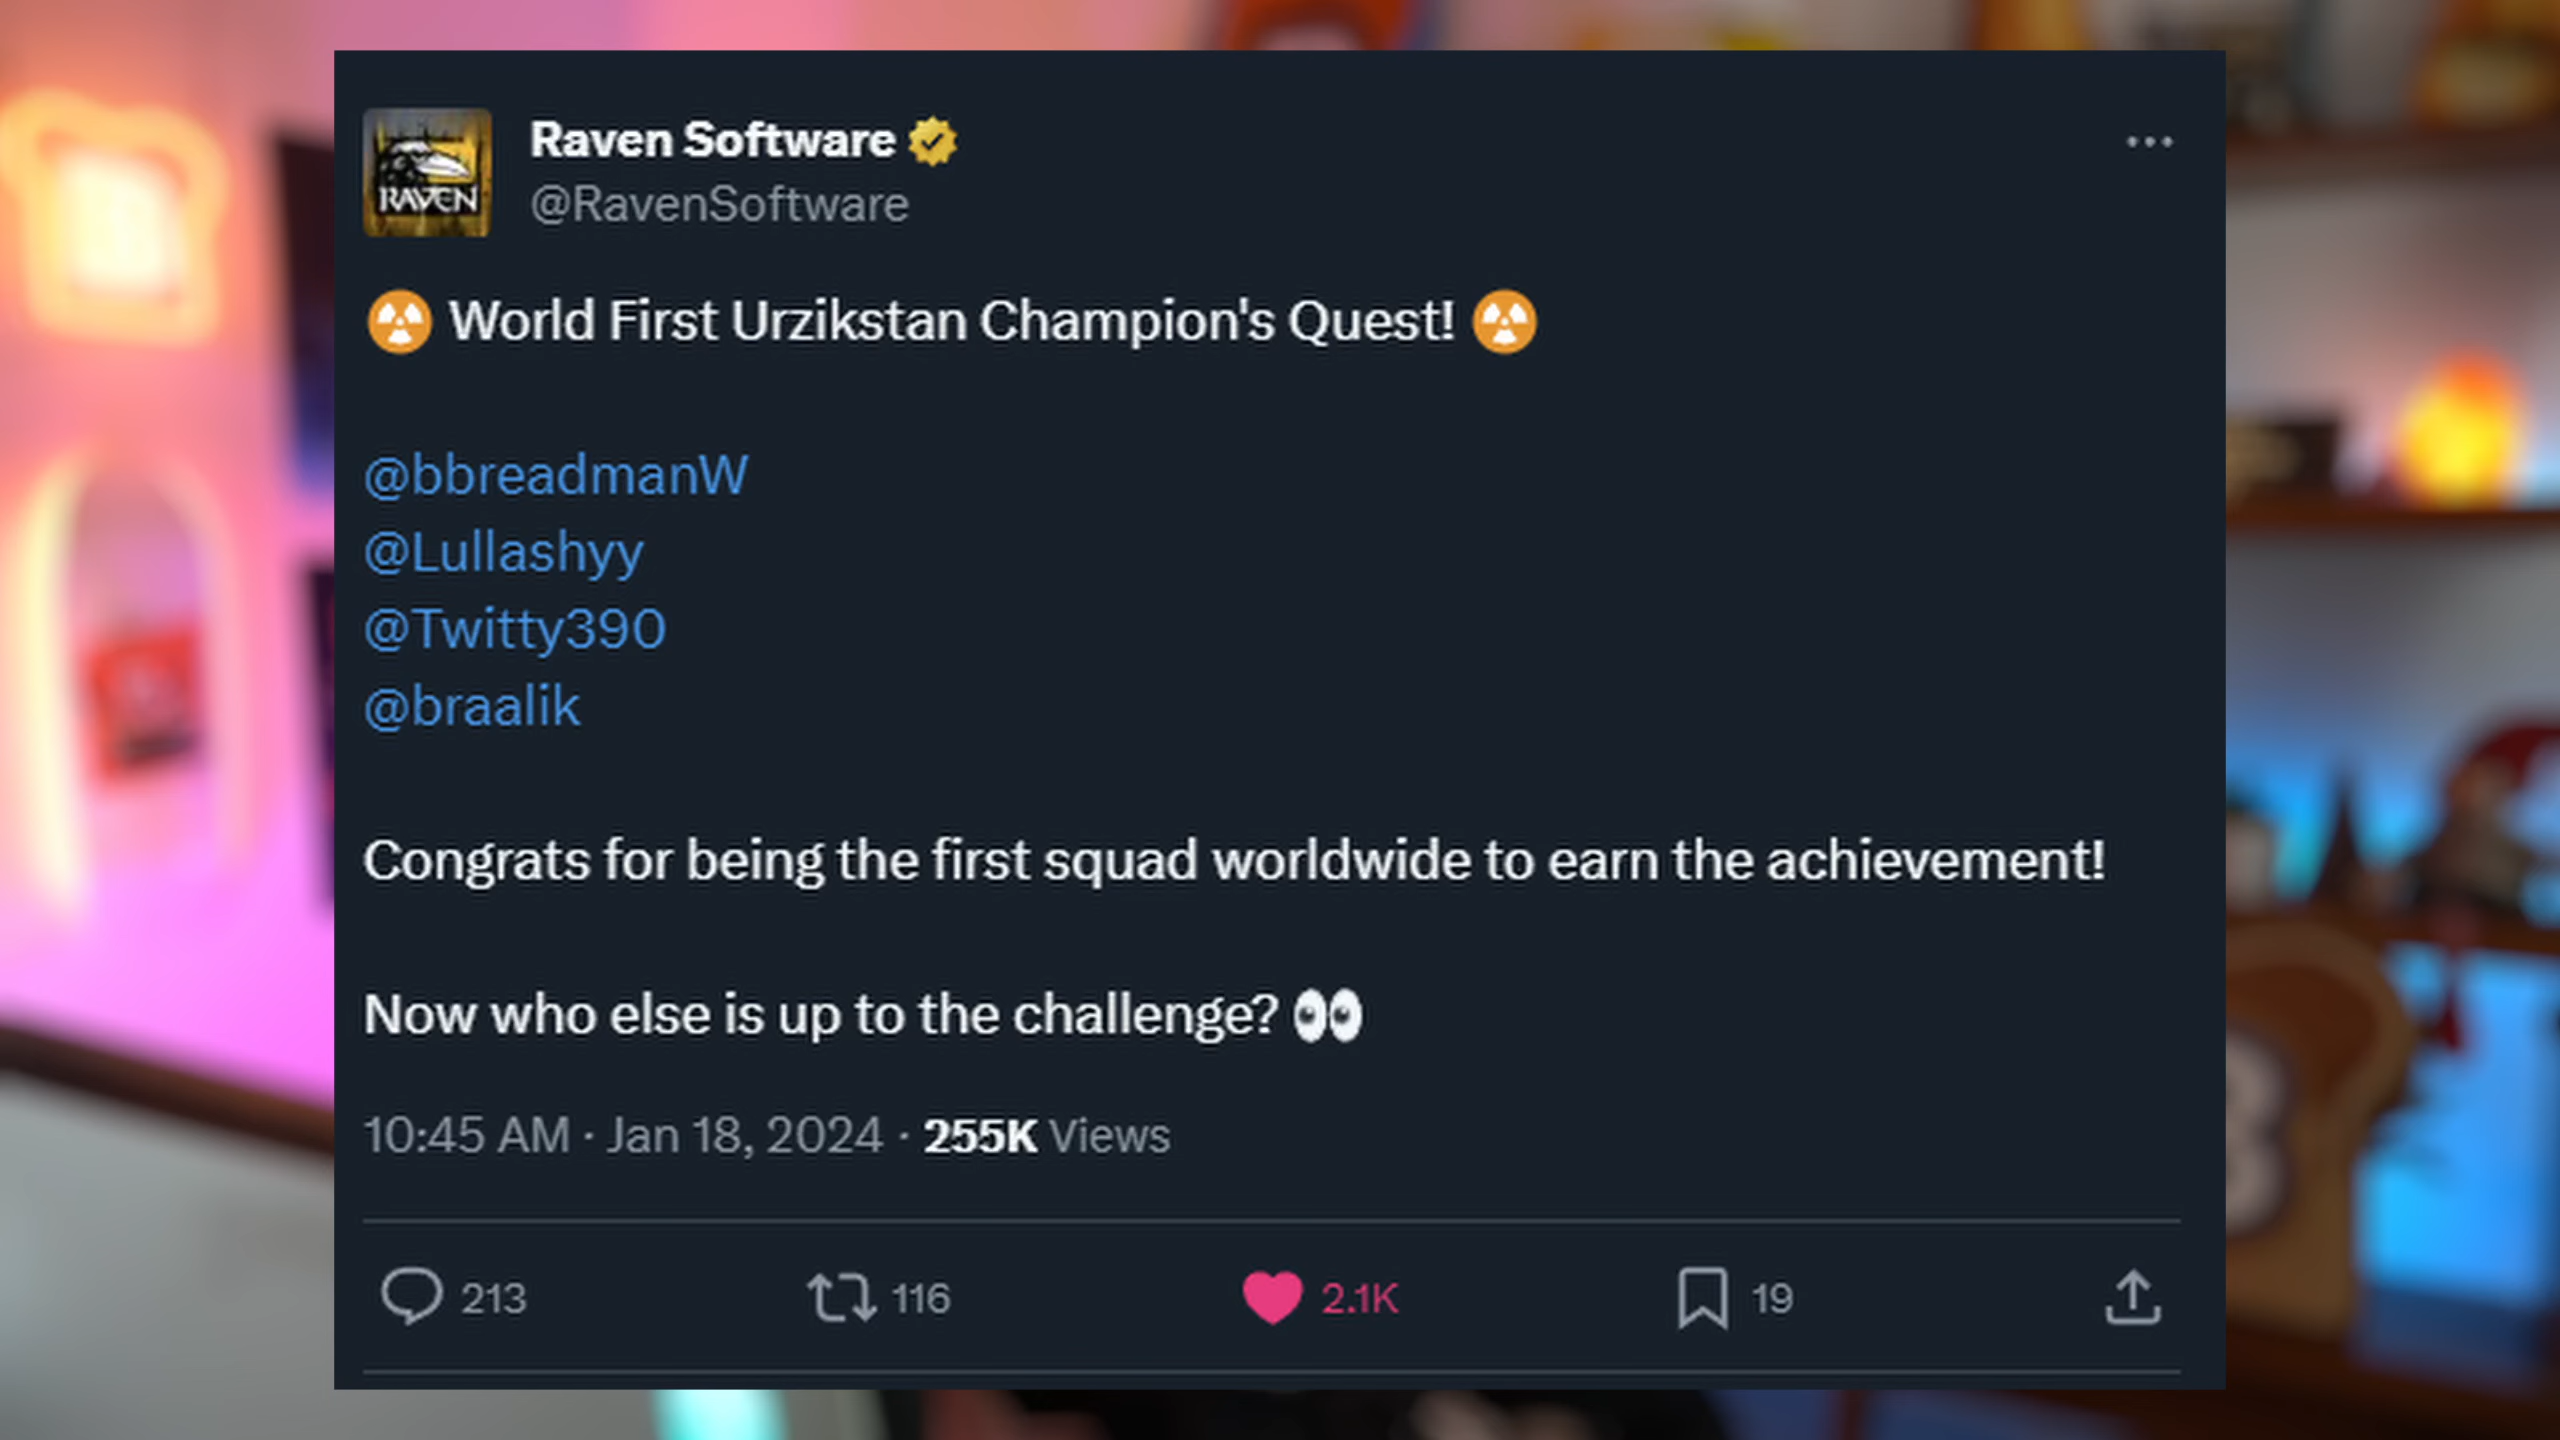 RAVEN
Raven Software
@RavenSoftware
World First Urzikstan Champion's Quest!
@bbreadmanW
@Lullashyy
@Twitty390
@braalik
Congrats for being the first squad worldwide to earn the achievement!
Now who else is up to the challenge? 👀
10:45 AM · Jan 18, 2024 · 255K Views
213 116 2.1K 19